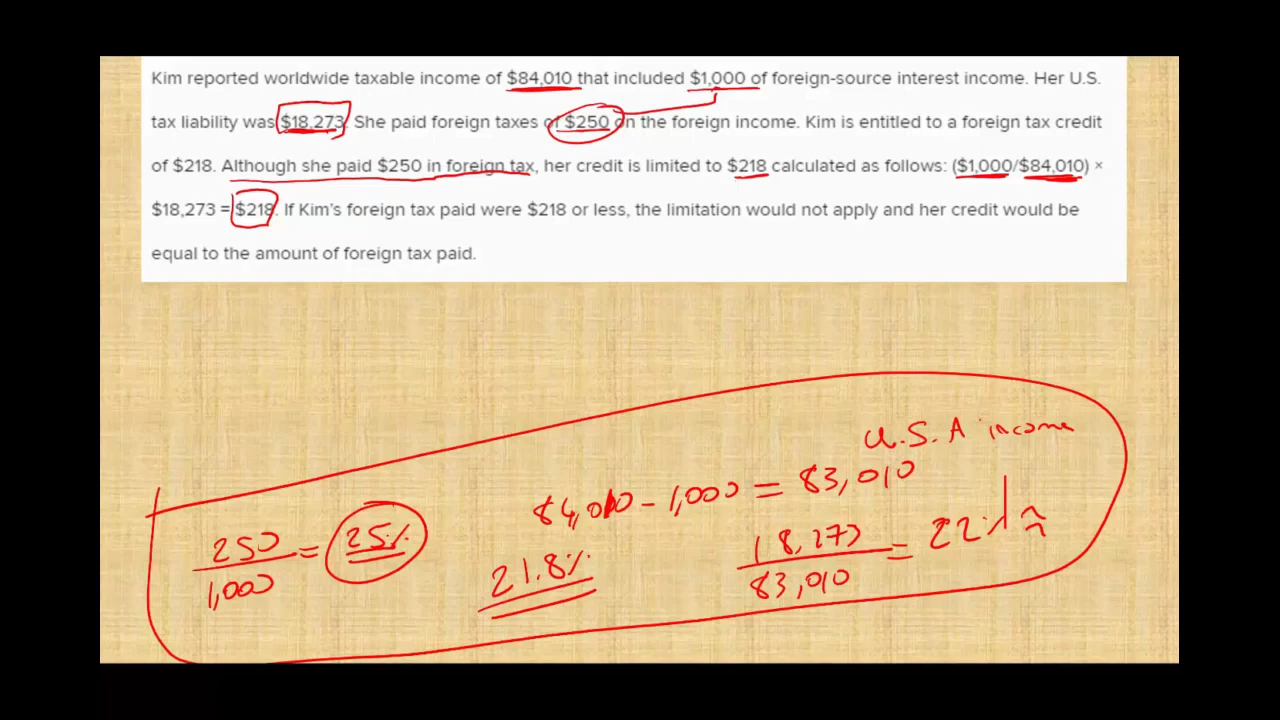 Kim reported worldwide taxable income of $84,010 that included $1,000 of foreign-source interest income. Her U.S.
tax liability was $18,273. She paid foreign taxes of $250 on the foreign income. Kim is entitled to a foreign tax credit
of $218. Although she paid $250 in foreign tax, her credit is limited to $218 calculated as follows: ($1,000/$84,010) ×
$18,273 = $218. If Kim's foreign tax paid were $218 or less, the limitation would not apply and her credit would be
equal to the amount of foreign tax paid.
U.S.A income
84,010 - 1,000 = 83,010
250
1,000
= 25%
21.8%
18,273
83,010
= 22%